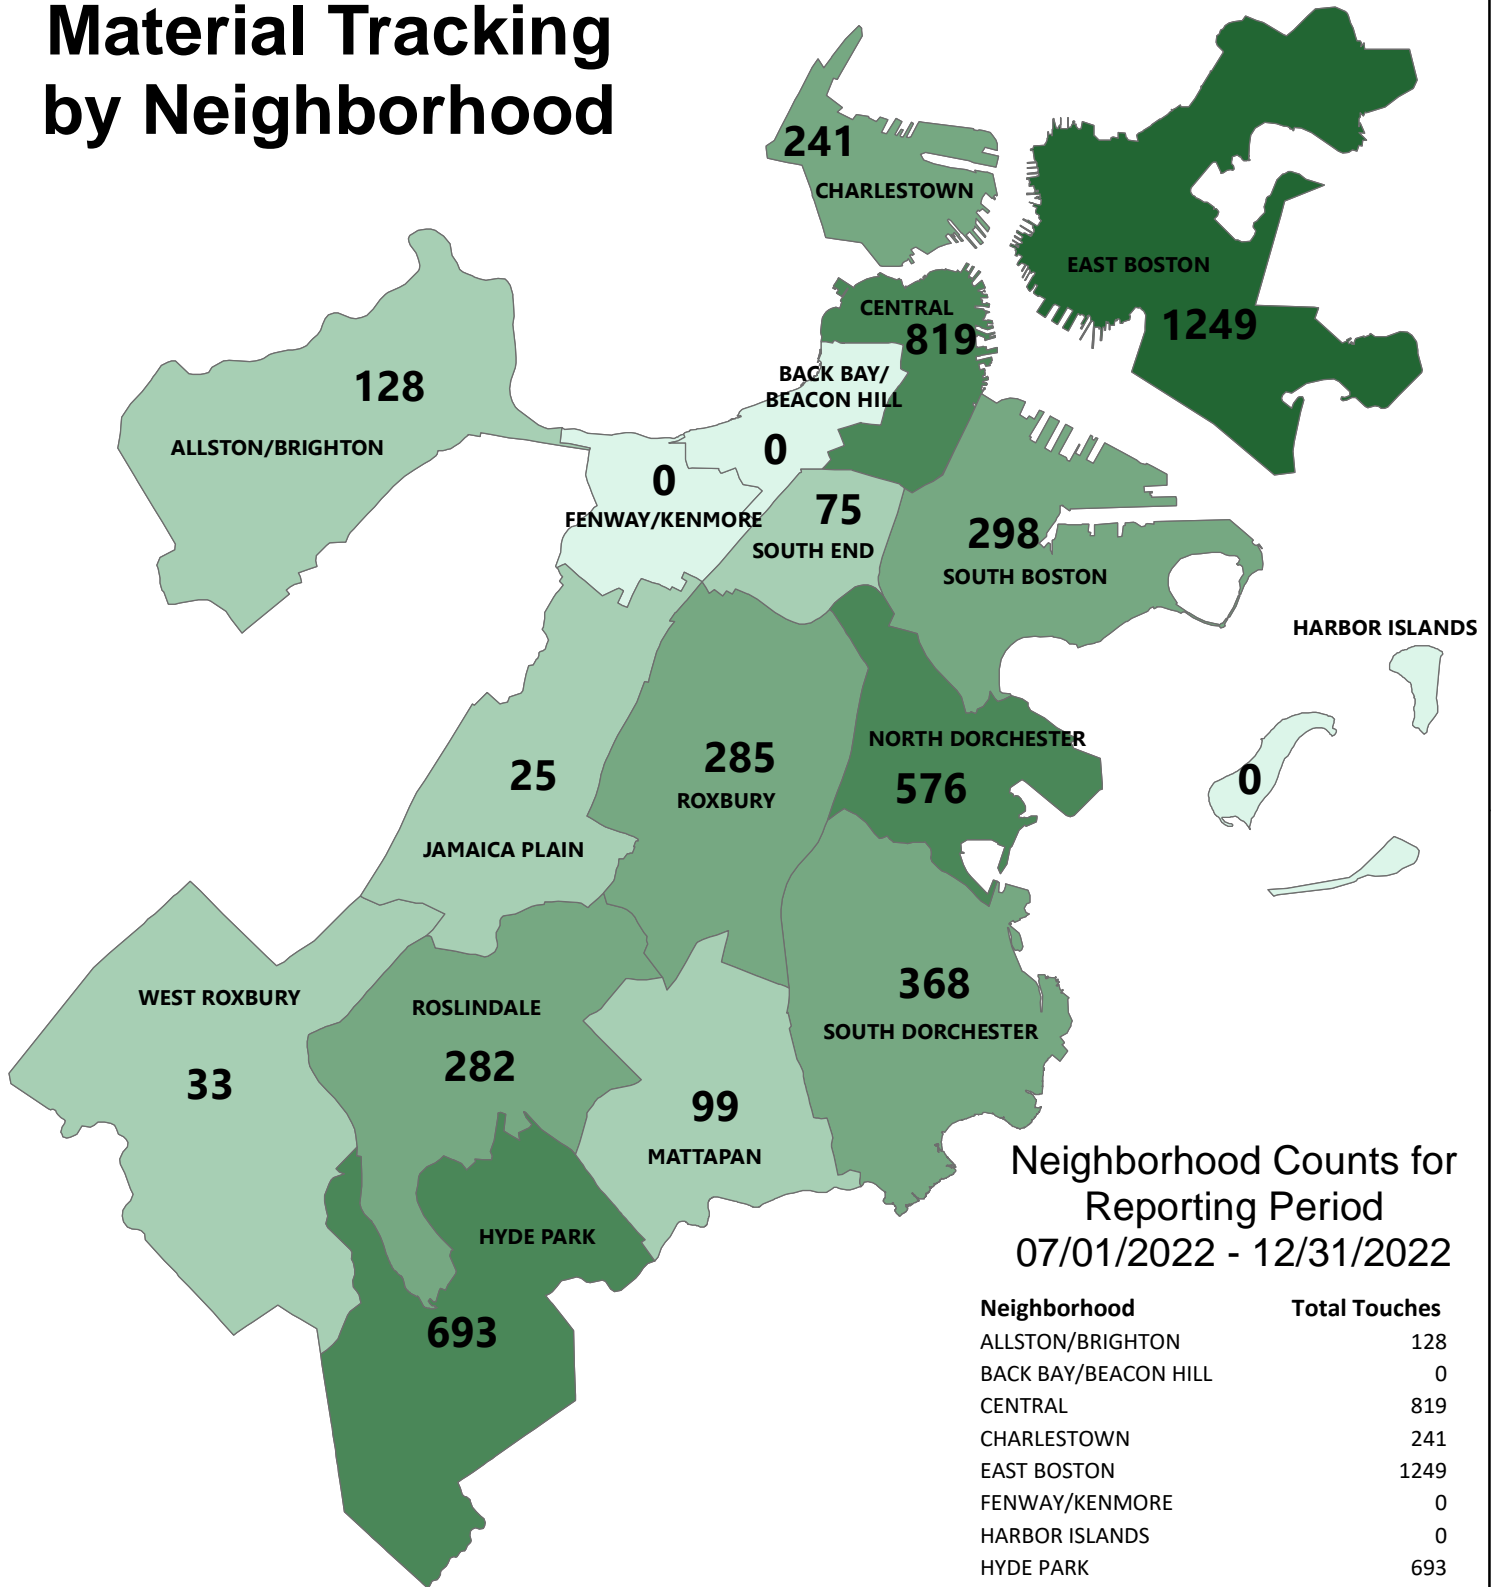 Material Tracking
by Neighborhood
241
CHARLESTOWN
EAST BOSTON
1249
CENTRAL
819
BACK BAY/
BEACON HILL
0
128
ALLSTON/BRIGHTON
0
FENWAY/KENMORE
75
SOUTH END
298
SOUTH BOSTON
HARBOR ISLANDS
0
NORTH DORCHESTER
576
285
ROXBURY
25
JAMAICA PLAIN
WEST ROXBURY
33
ROSLINDALE
282
368
SOUTH DORCHESTER
99
MATTAPAN
HYDE PARK
693
Neighborhood Counts for
Reporting Period
07/01/2022 - 12/31/2022
Neighborhood Total Touches
ALLSTON/BRIGHTON 128
BACK BAY/BEACON HILL 0
CENTRAL 819
CHARLESTOWN 241
EAST BOSTON 1249
FENWAY/KENMORE 0
HARBOR ISLANDS 0
HYDE PARK 693